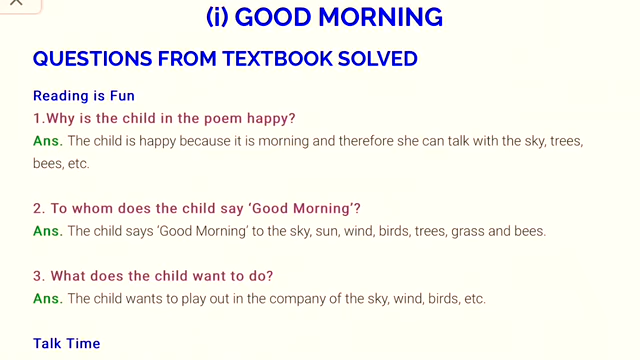 (i) GOOD MORNING
QUESTIONS FROM TEXTBOOK SOLVED
Reading is Fun
1.Why is the child in the poem happy?
Ans. The child is happy because it is morning and therefore she can talk with the sky, trees,
bees, etc.
2. To whom does the child say ‘Good Morning’?
Ans. The child says ‘Good Morning’ to the sky, sun, wind, birds, trees, grass and bees.
3. What does the child want to do?
Ans. The child wants to play out in the company of the sky, wind, birds, etc.
Talk Time